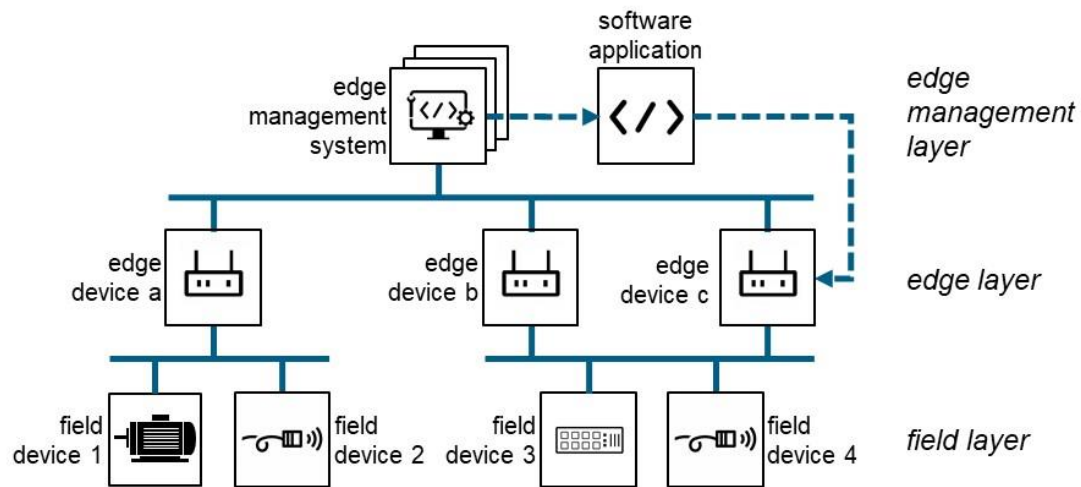 software
application
edge
management
system
</>
</>
edge
management
layer
edge
device a
edge
device b
edge
device c
edge layer
field
device 1
field
device 2
field
device 3
field
device 4
field layer